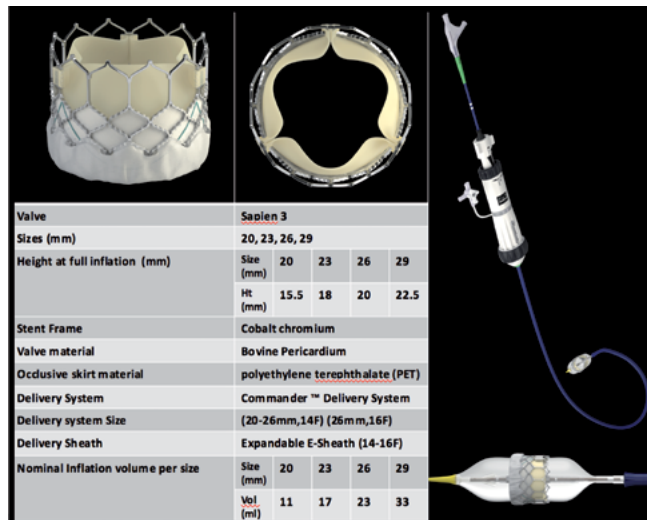 Valve Sapien 3
Sizes (mm) 20, 23, 26, 29
Height at full inflation (mm) Size (mm) 20 23 26 29
Ht (mm) 15.5 18 20 22.5
Stent Frame Cobalt chromium
Valve material Bovine Pericardium
Occlusive skirt material polyethylene terephthalate (PET)
Delivery System Commander ™ Delivery System
Delivery system Size (20-26mm,14F) (26mm,16F)
Delivery Sheath Expandable E-Sheath (14-16F)
Nominal Inflation volume per size Size (mm) 20 23 26 29
Vol (ml) 11 17 23 33